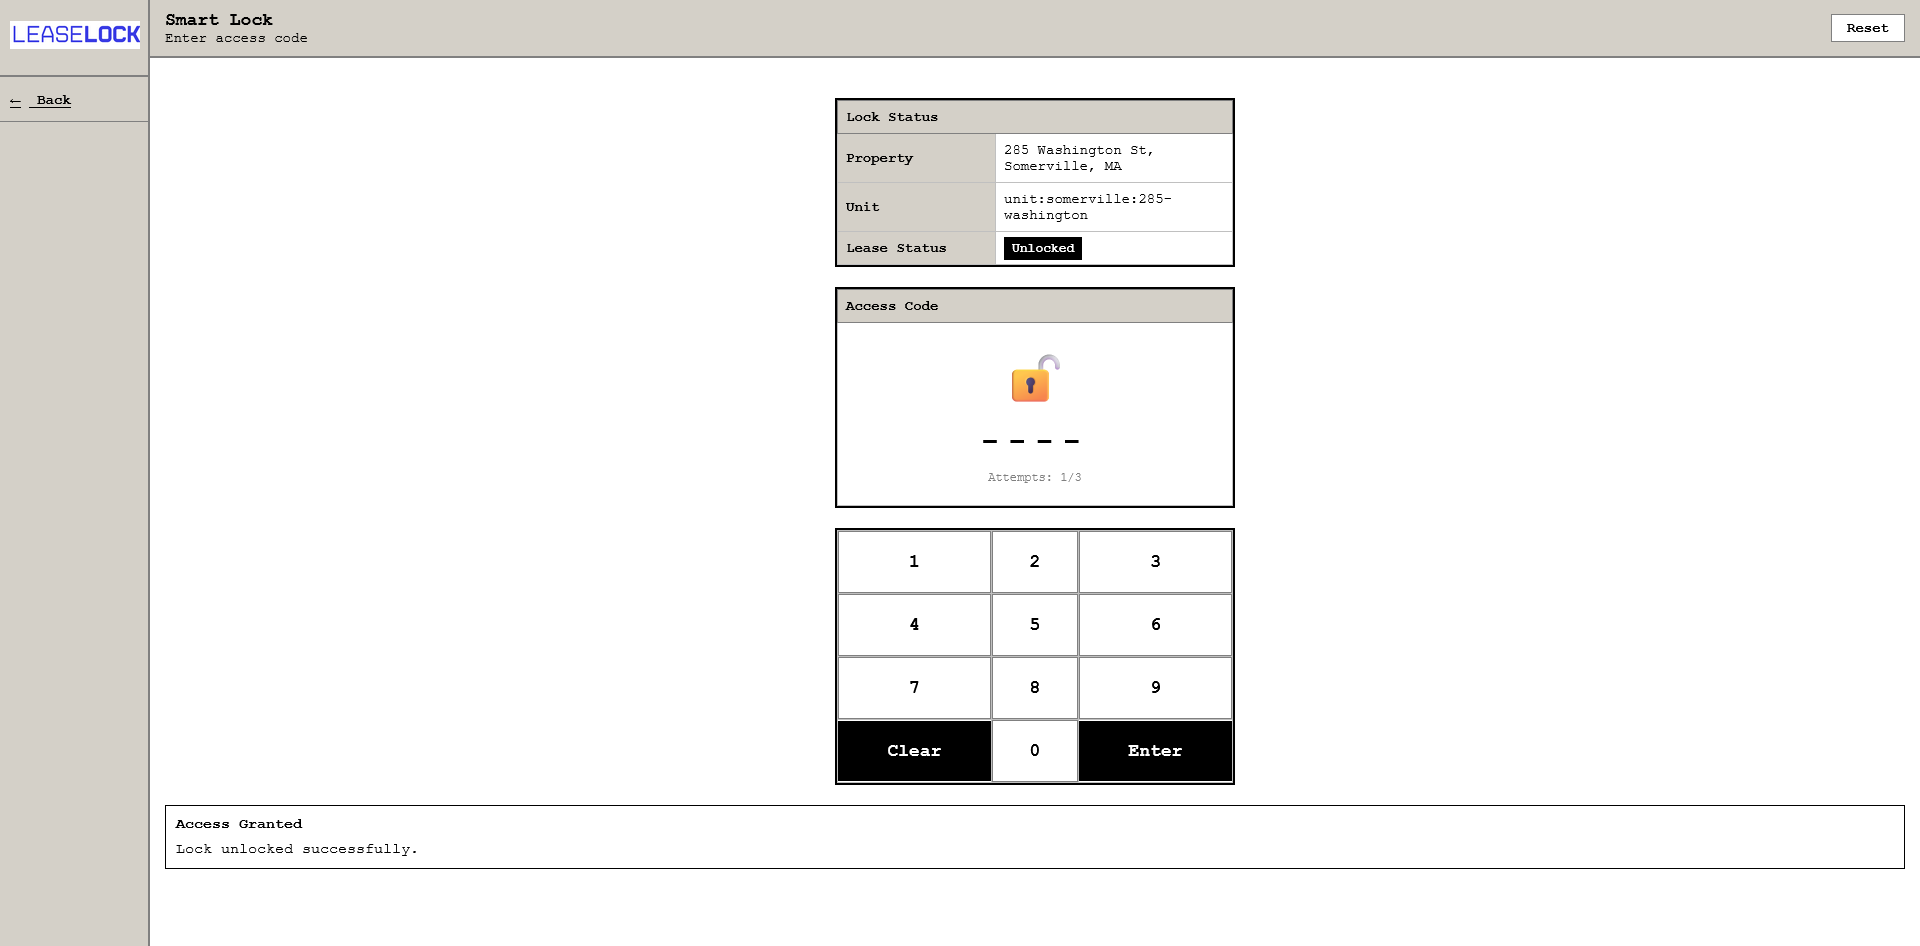 LEASELOCK
← Back
Smart Lock
Enter access code
Reset
Lock Status
Property
285 Washington St,
Somerville, MA
Unit
unit:somerville:285-
washington
Lease Status
Unlocked
Access Code
_ _ _ _
Attempts: 1/3
1 2 3
4 5 6
7 8 9
Clear 0 Enter
Access Granted
Lock unlocked successfully.